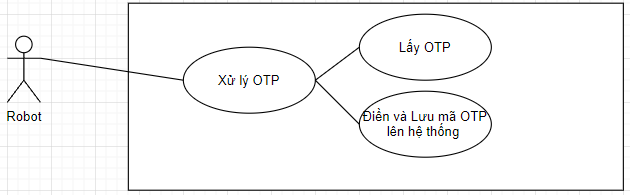 Lấy OTP
Xử lý OTP
Robot
Điền và Lưu mã OTP
lên hệ thống